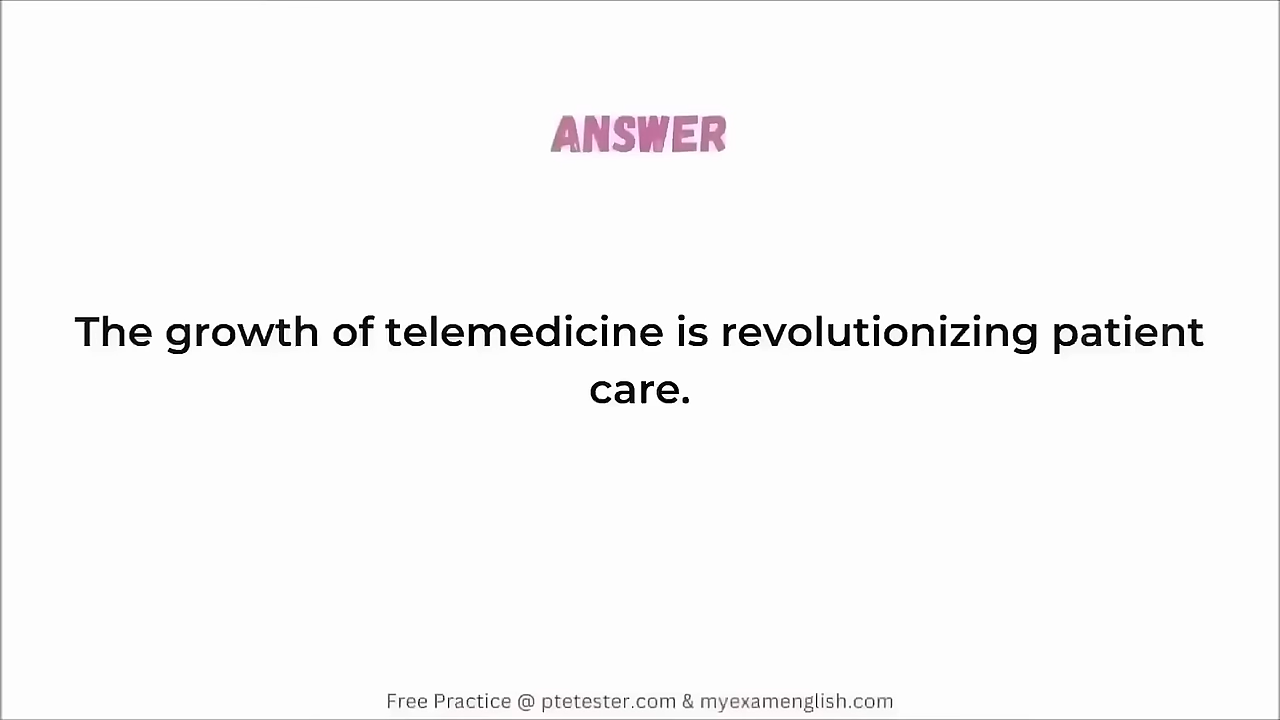 ANSWER
The growth of telemedicine is revolutionizing patient
care.
Free Practice @ ptetester.com & myexamenglish.com